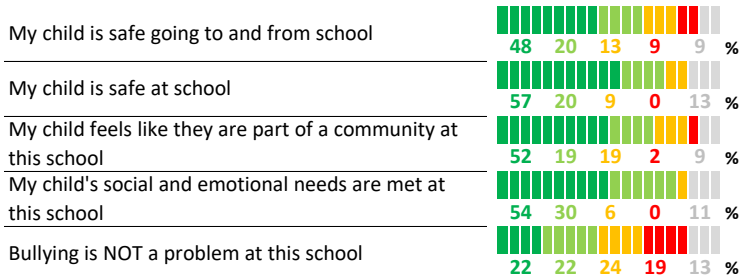 My child is safe going to and from school
48 20 13 9 9 %
My child is safe at school
57 20 9 0 13 %
My child feels like they are part of a community at
this school
52 19 19 2 9 %
My child's social and emotional needs are met at
this school
54 30 6 0 11 %
Bullying is NOT a problem at this school
22 22 24 19 13 %